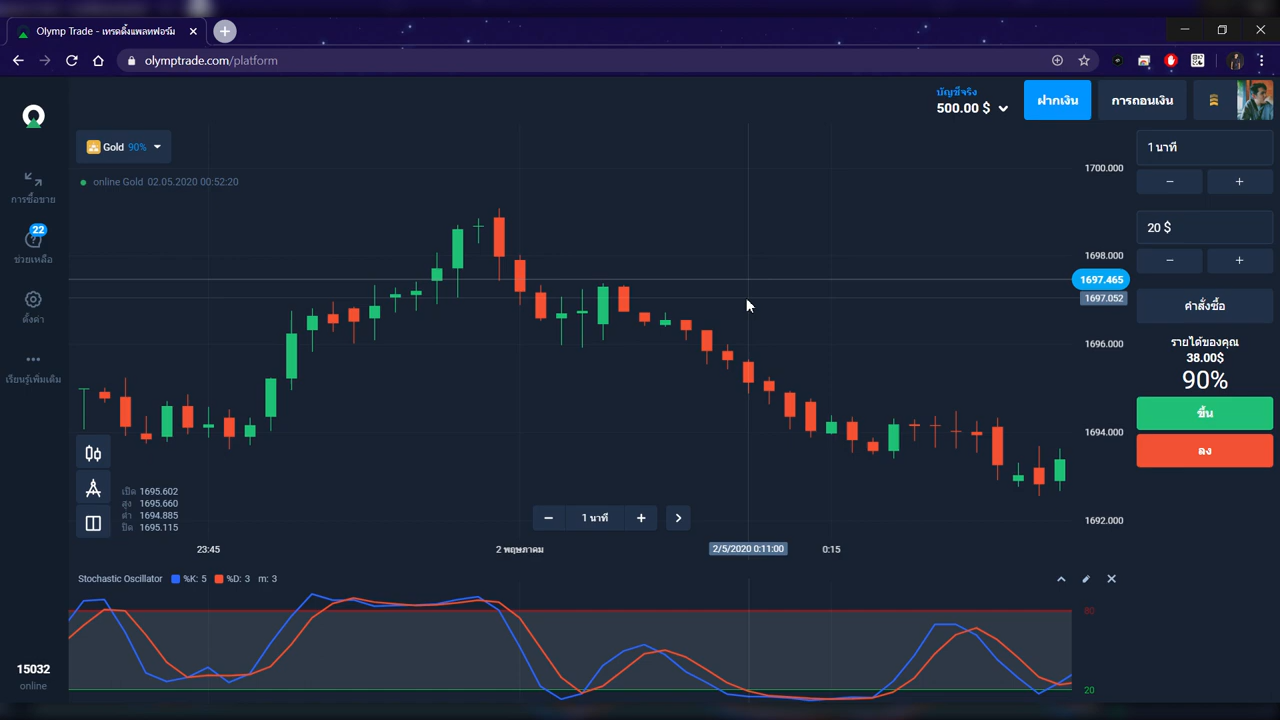 Olymp Trade - เทรดดิ้งแพลทฟอร์ม
olymptrade.com/platform
บัญชีจริง
500.00 $
ฝากเงิน
การถอนเงิน
Gold 90%
1 นาที
online Gold 02.05.2020 00:52:20
1700.000
การซื้อขาย
20 $
22
ช่วยเหลือ
1698.000
1697.465
1697.052
คำสั่งซื้อ
ตั้งค่า
รายได้ของคุณ
38.00$
90%
1696.000
เรียนรู้เพิ่มเติม
ขึ้น
1694.000
ลง
เปิด 1695.602
สูง 1695.660
ต่ำ 1694.885
ปิด 1695.115
1 นาที
1692.000
23:45
2 พฤษภาคม
2/5/2020 0:11:00
0:15
Stochastic Oscillator %K: 5 %D: 3 m: 3
80
15032
online
20